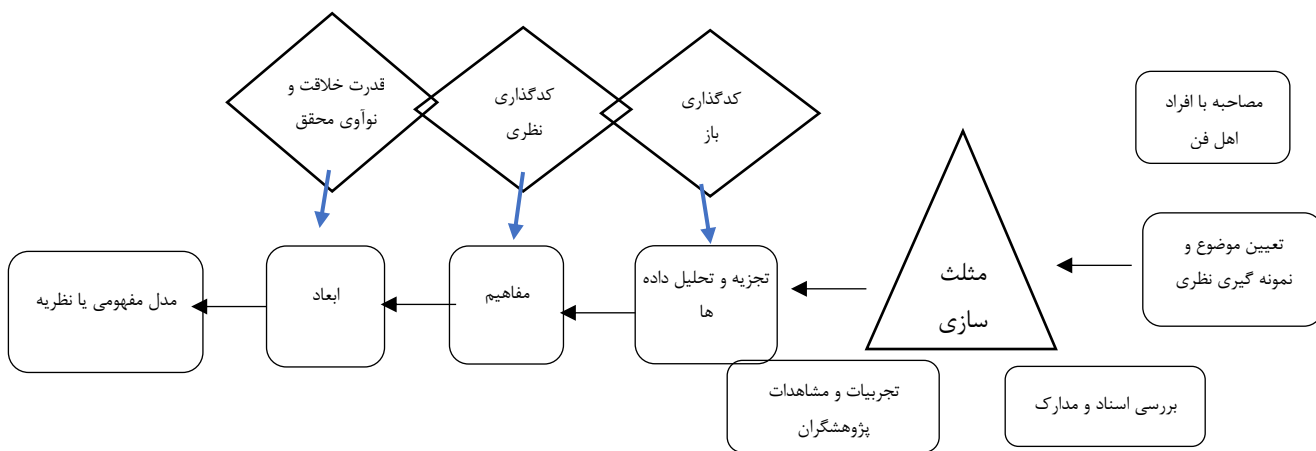 مصاحبه با افراد
اهل فن
کدگذاری
باز
کدگذاری
نظری
قدرت خلاقت و
نوآوی محقق
تعیین موضوع و
نمونه گیری نظری
مثلث
سازی
تجزیه و تحلیل داده
ها
مفاهیم
ابعاد
مدل مفهومی یا نظریه
بررسی اسناد و مدارک
تجربیات و مشاهدات
پژوهشگران